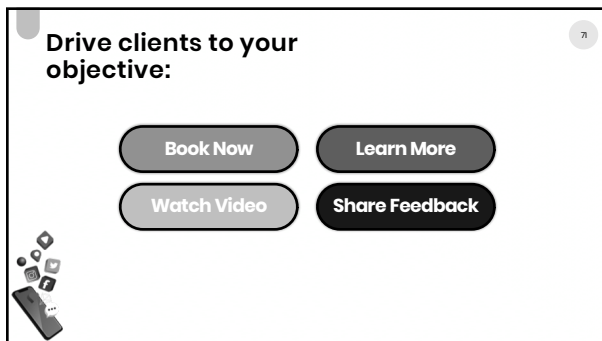 Drive clients to your
objective:
71
Book Now
Learn More
Watch Video
Share Feedback